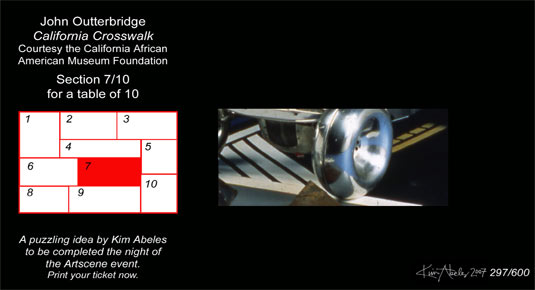 John Outterbridge
California Crosswalk
Courtesy the California African
American Museum Foundation
Section 7/10
for a table of 10
1
2
3
4
5
6
7
8
9
10
A puzzling idea by Kim Abeles
to be completed the night of
the Artscene event.
Print your ticket now.
Kim Abeles 2007 297/600